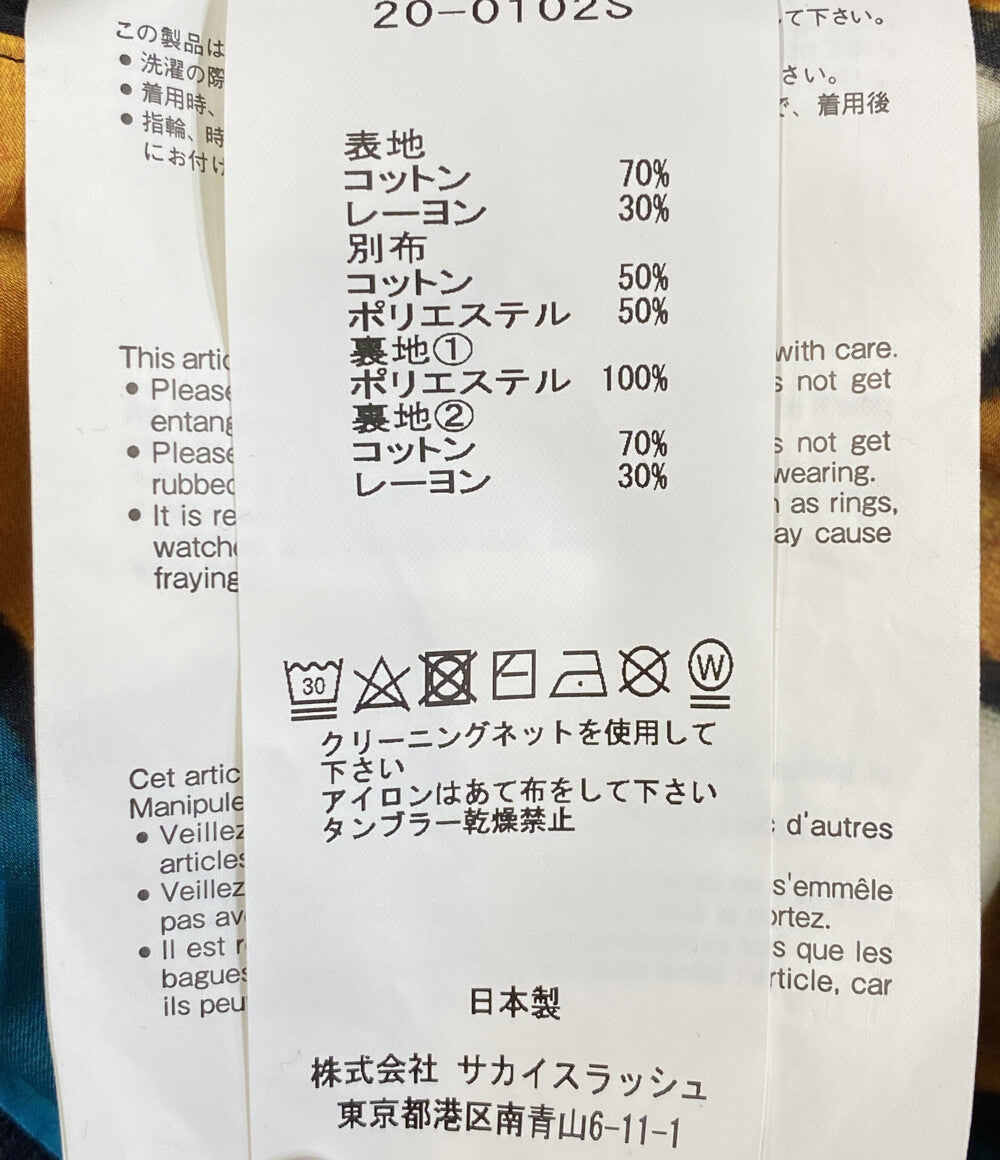 20-0102S
この製品は
て下さい。
● 洗濯の際
さい。
● 着用時、
で、着用後
● 指輪、時
にお付け
表地
コットン 70%
レーヨン 30%
別布
コットン 50%
ポリエステル 50%
裏地①
ポリエステル 100%
裏地②
コットン 70%
レーヨン 30%
This artic
with care.
● Please
s not get
entang
● Please
s not get
rubbed
wearing.
● It is re
as rings,
watche
ay cause
fraying
30
W
クリーニングネットを使用して
下さい
アイロンはあて布をして下さい
タンブラー乾燥禁止
Cet artic
Manipule
● Veillez
d'autres
articles
● Veillez
s'emmêle
pas av
ortez.
● Il est r
s que les
bagues
rticle, car
ils peu
日本製
株式会社 サカイスラッシュ
東京都港区南青山6-11-1